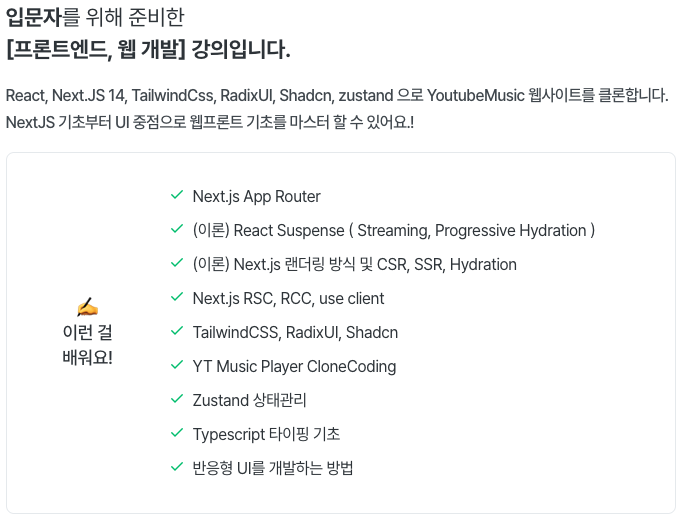 입문자를 위해 준비한
[프론트엔드, 웹 개발] 강의입니다.
React, Next.JS 14, TailwindCss, RadixUI, Shadcn, zustand 으로 YoutubeMusic 웹사이트를 클론합니다.
NextJS 기초부터 UI 중점으로 웹프론트 기초를 마스터 할 수 있어요.!
✍️
이런 걸
배워요!
Next.js App Router
(이론) React Suspense ( Streaming, Progressive Hydration )
(이론) Next.js 랜더링 방식 및 CSR, SSR, Hydration
Next.js RSC, RCC, use client
TailwindCSS, RadixUI, Shadcn
YT Music Player CloneCoding
Zustand 상태관리
Typescript 타이핑 기초
반응형 UI를 개발하는 방법